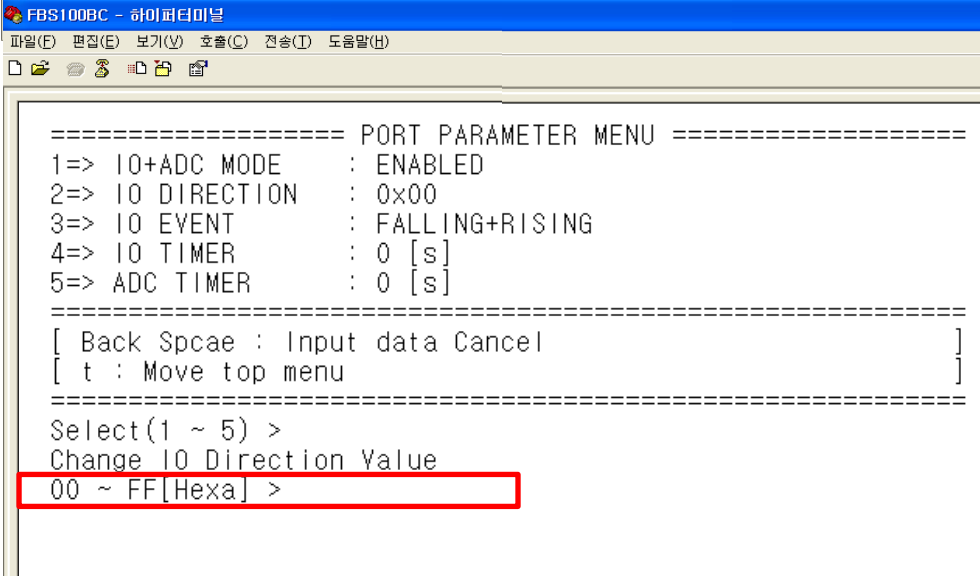 FBS100BC - 하이퍼터미널
파일(F) 편집(E) 보기(V) 호출(C) 전송(T) 도움말(H)
=================== PORT PARAMETER MENU ===================
1=> IO+ADC MODE : ENABLED
2=> IO DIRECTION : 0x00
3=> IO EVENT : FALLING+RISING
4=> IO TIMER : 0 [s]
5=> ADC TIMER : 0 [s]
===========================================================
[ Back Spcae : Input data Cancel ]
[ t : Move top menu ]
===========================================================
Select(1 ~ 5) >
Change IO Direction Value
00 ~ FF[Hexa] >